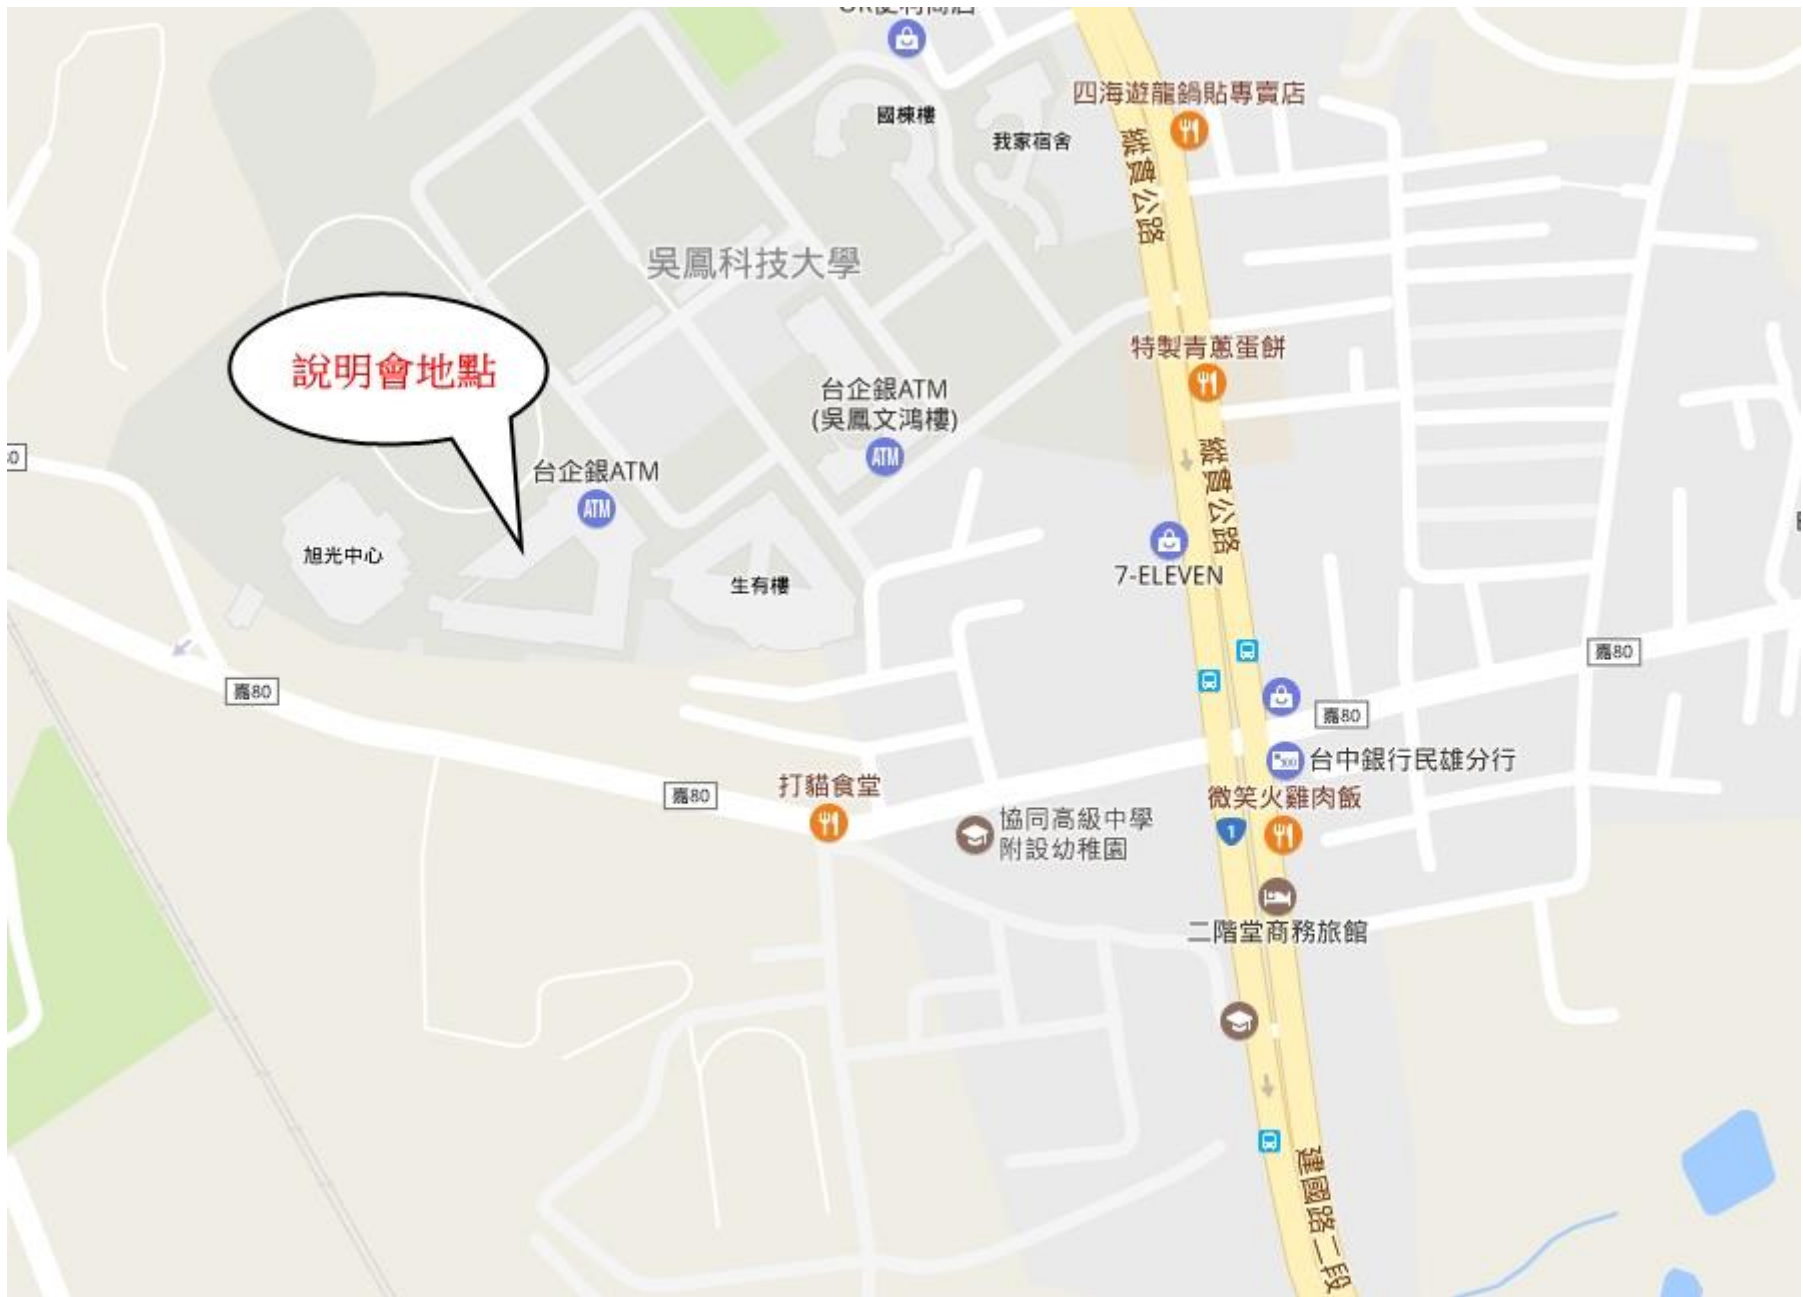 四海遊龍鍋貼專賣店
國棟樓
我家宿舍
縱貫公路
吳鳳科技大學
說明會地點
特製青蔥蛋餅
台企銀ATM
(吳鳳文鴻樓)
ATM
縱貫公路
台企銀ATM
ATM
旭光中心
生有樓
7-ELEVEN
嘉80
嘉80
嘉80
嘉80
台中銀行民雄分行
打貓食堂
微笑火雞肉飯
1
協同高級中學
附設幼稚園
二階堂商務旅館
建國路二段